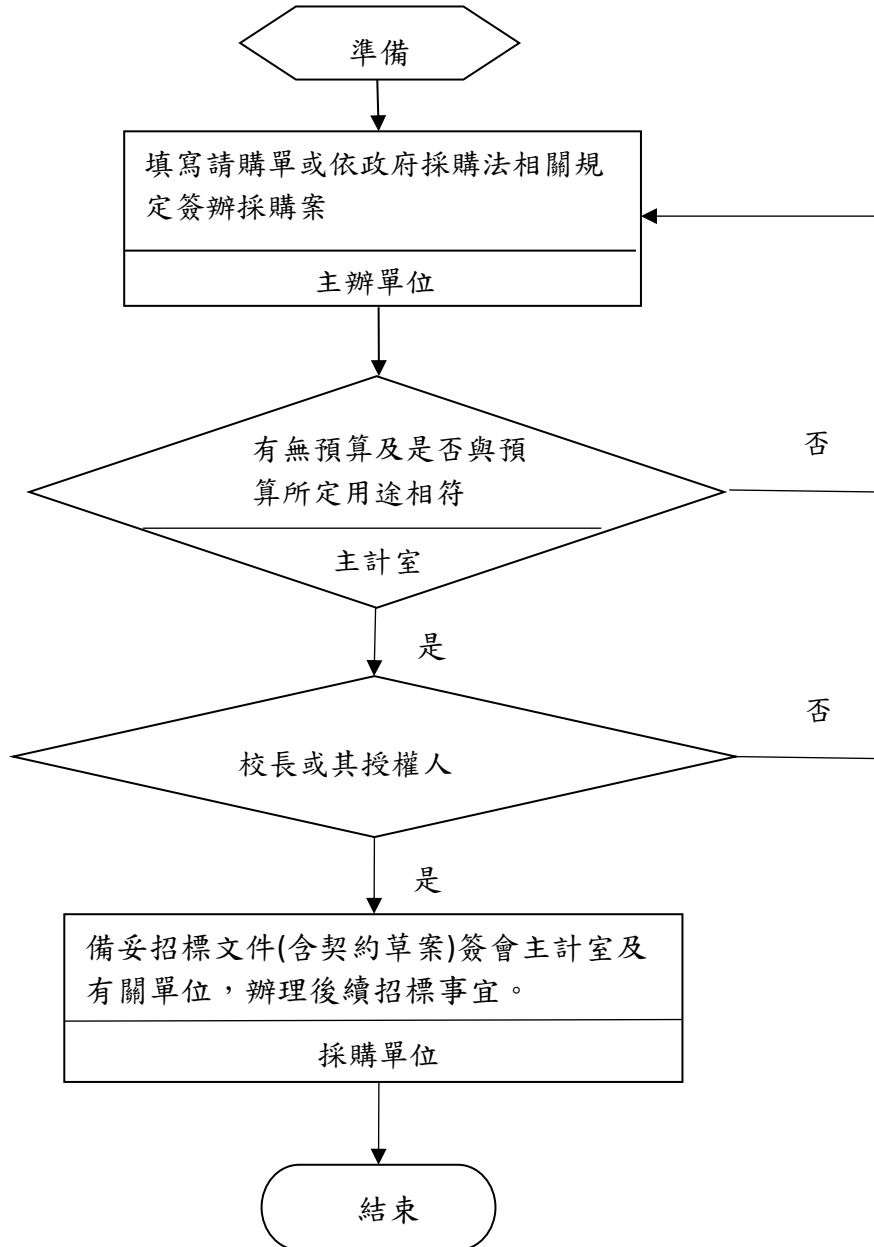 準備
填寫請購單或依政府採購法相關規
定簽辦採購案
主辦單位
有無預算及是否與預
算所定用途相符
否
主計室
是
否
校長或其授權人
是
備妥招標文件(含契約草案)簽會主計室及
有關單位，辦理後續招標事宜。
採購單位
結束